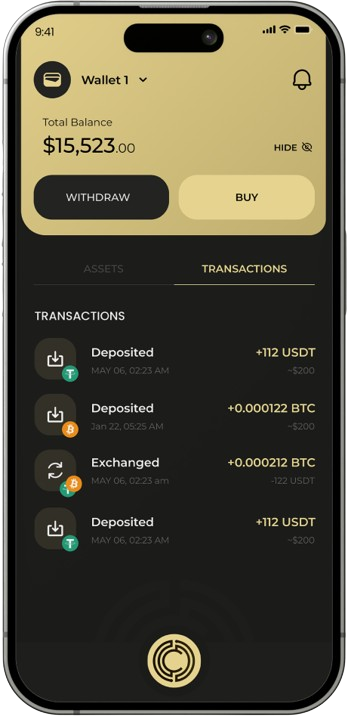 9:41
Wallet 1
Total Balance
$15,523.00
HIDE
WITHDRAW BUY
ASSETS TRANSACTIONS
TRANSACTIONS
Deposited +112 USDT
MAY 06, 02:23 AM ~$200
Deposited +0.000122 BTC
Jan 22, 05:25 AM ~$200
Exchanged +0.000212 BTC
MAY 06, 02:23 am -122 USDT
Deposited +112 USDT
MAY 06, 02:23 AM ~$200